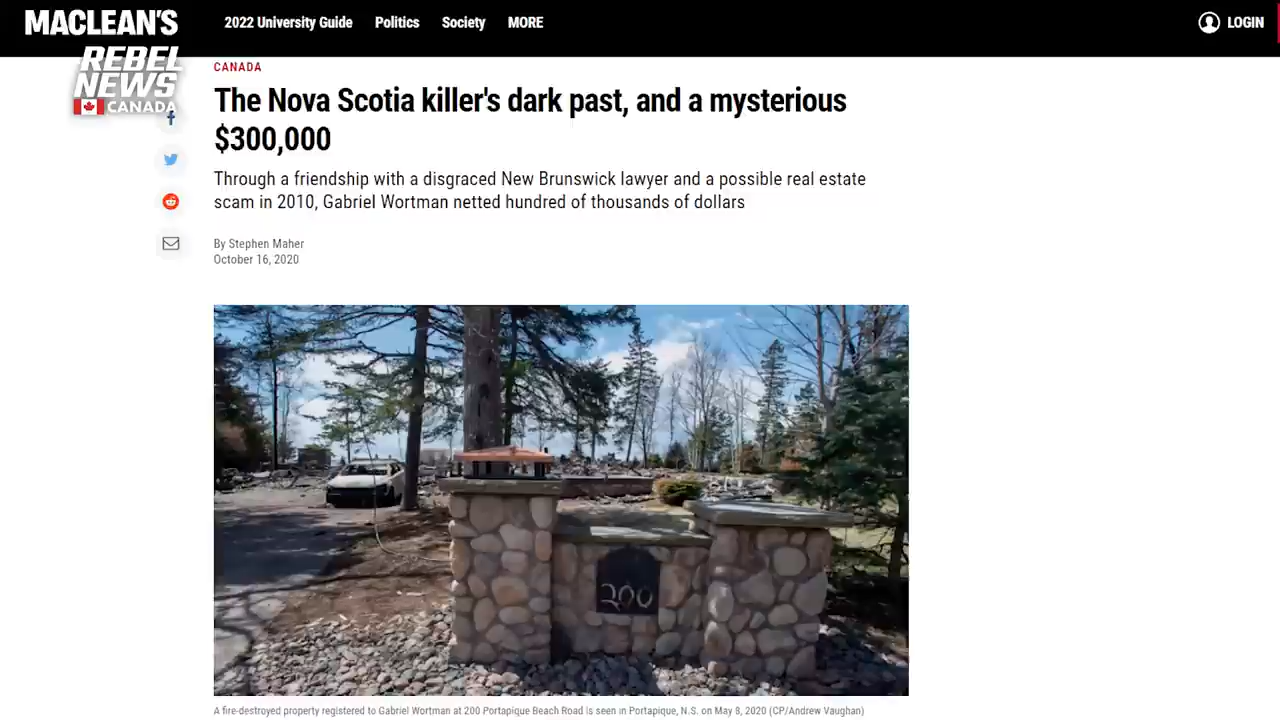 MACLEAN'S
2022 University Guide Politics Society MORE
LOGIN
REBEL
NEWS
CANADA
CANADA
The Nova Scotia killer's dark past, and a mysterious
$300,000
Through a friendship with a disgraced New Brunswick lawyer and a possible real estate
scam in 2010, Gabriel Wortman netted hundred of thousands of dollars
By Stephen Maher
October 16, 2020
200
A fire-destroyed property registered to Gabriel Wortman at 200 Portapique Beach Road is seen in Portapique, N.S. on May 8, 2020 (CP/Andrew Vaughan)